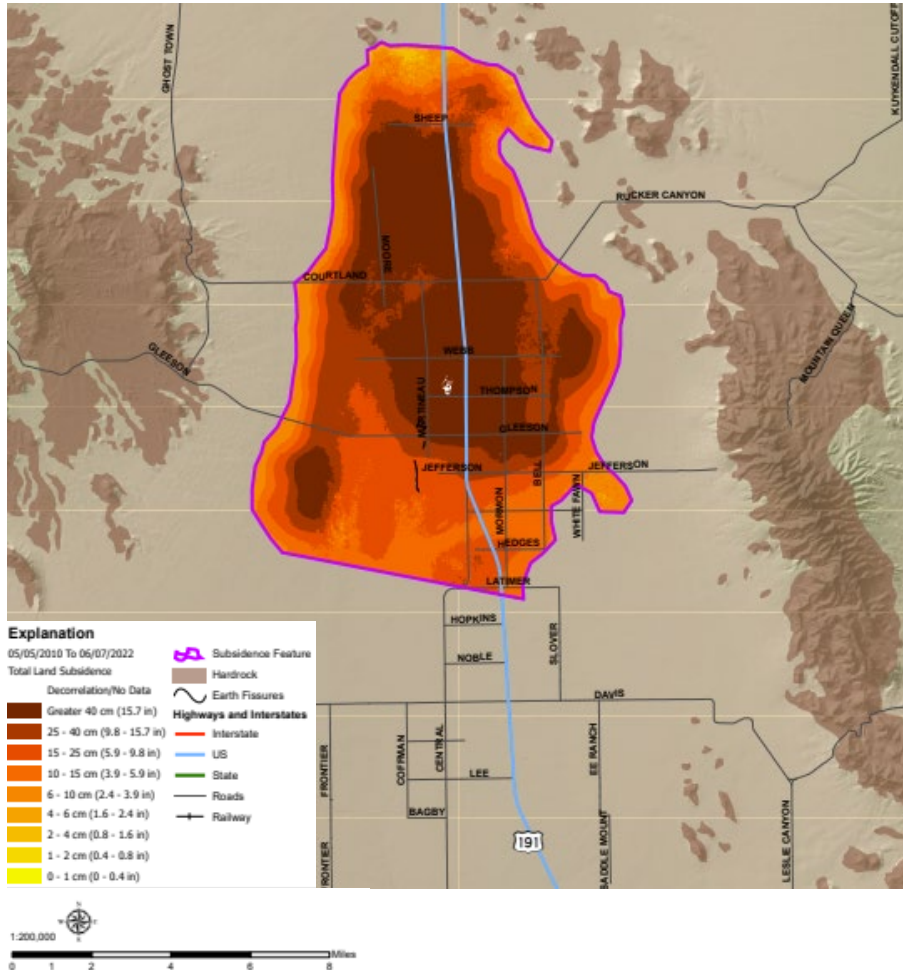 GHOST TOWN
KUYKENDALL CUTOFF
SHEEP
RUCKER CANYON
MOORE
COURTLAND
MOUNTAIN QUEEN
GLEESON
WEBB
MARTINEAU
THOMPSON
GLEESON
JEFFERSON
JEFFERSON
BELL
MORMON
WHITE FAWN
HEDGES
LATIMER
HOPKINS
SLOVER
NOBLE
DAVIS
FRONTIER
COFFMAN
CENTRAL
EE RANCH
LEE
BAGBY
191
RONTIER
SADDLE MOUNT
LESLIE CANYON
Explanation
05/05/2010 To 06/07/2022
Total Land Subsidence
Decorrelation/No Data
Greater 40 cm (15.7 in)
25 - 40 cm (9.8 - 15.7 in)
15 - 25 cm (5.9 - 9.8 in)
10 - 15 cm (3.9 - 5.9 in)
6 - 10 cm (2.4 - 3.9 in)
4 - 6 cm (1.6 - 2.4 in)
2 - 4 cm (0.8 - 1.6 in)
1 - 2 cm (0.4 - 0.8 in)
0 - 1 cm (0 - 0.4 in)
Subsidence Feature
Hardrock
Earth Fissures
Highways and Interstates
Interstate
US
State
Roads
Railway
N
W E
S
1:200,000
Miles
0 1 2 4 6 8